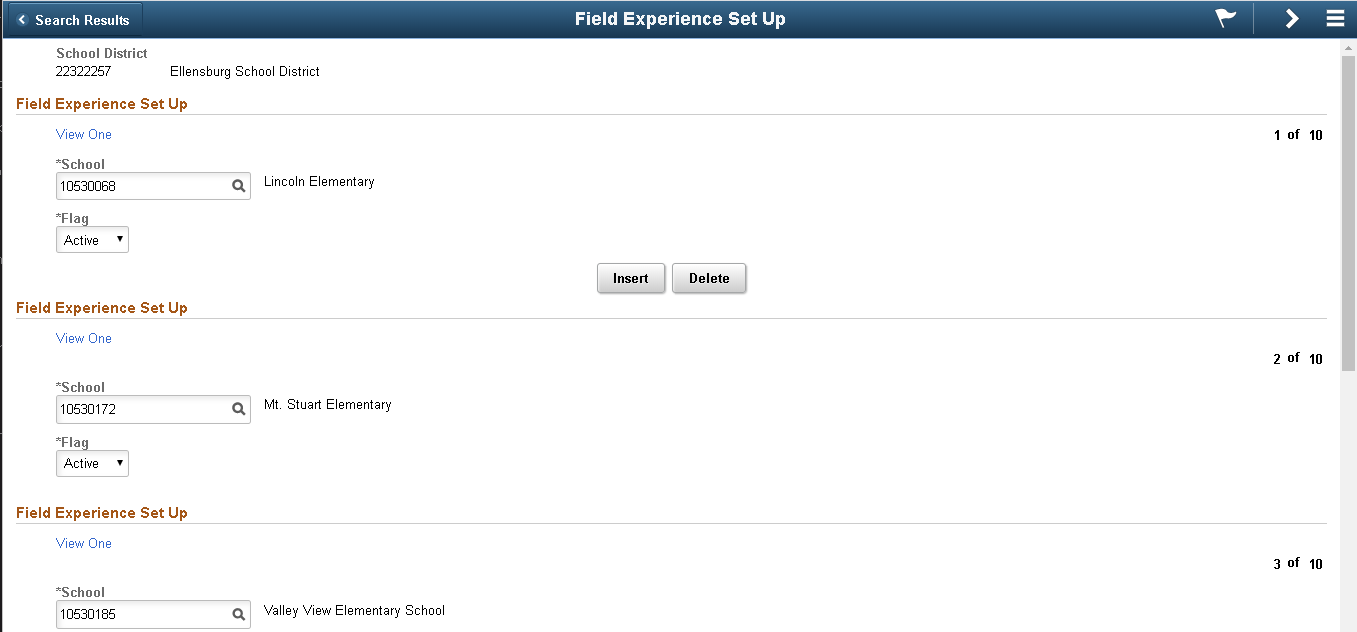 Search Results
Field Experience Set Up
School District
22322257 Ellensburg School District
Field Experience Set Up
View One
1 of 10
*School
10530068 Lincoln Elementary
*Flag
Active
Insert Delete
Field Experience Set Up
View One
2 of 10
*School
10530172 Mt. Stuart Elementary
*Flag
Active
Field Experience Set Up
View One
3 of 10
*School
10530185 Valley View Elementary School